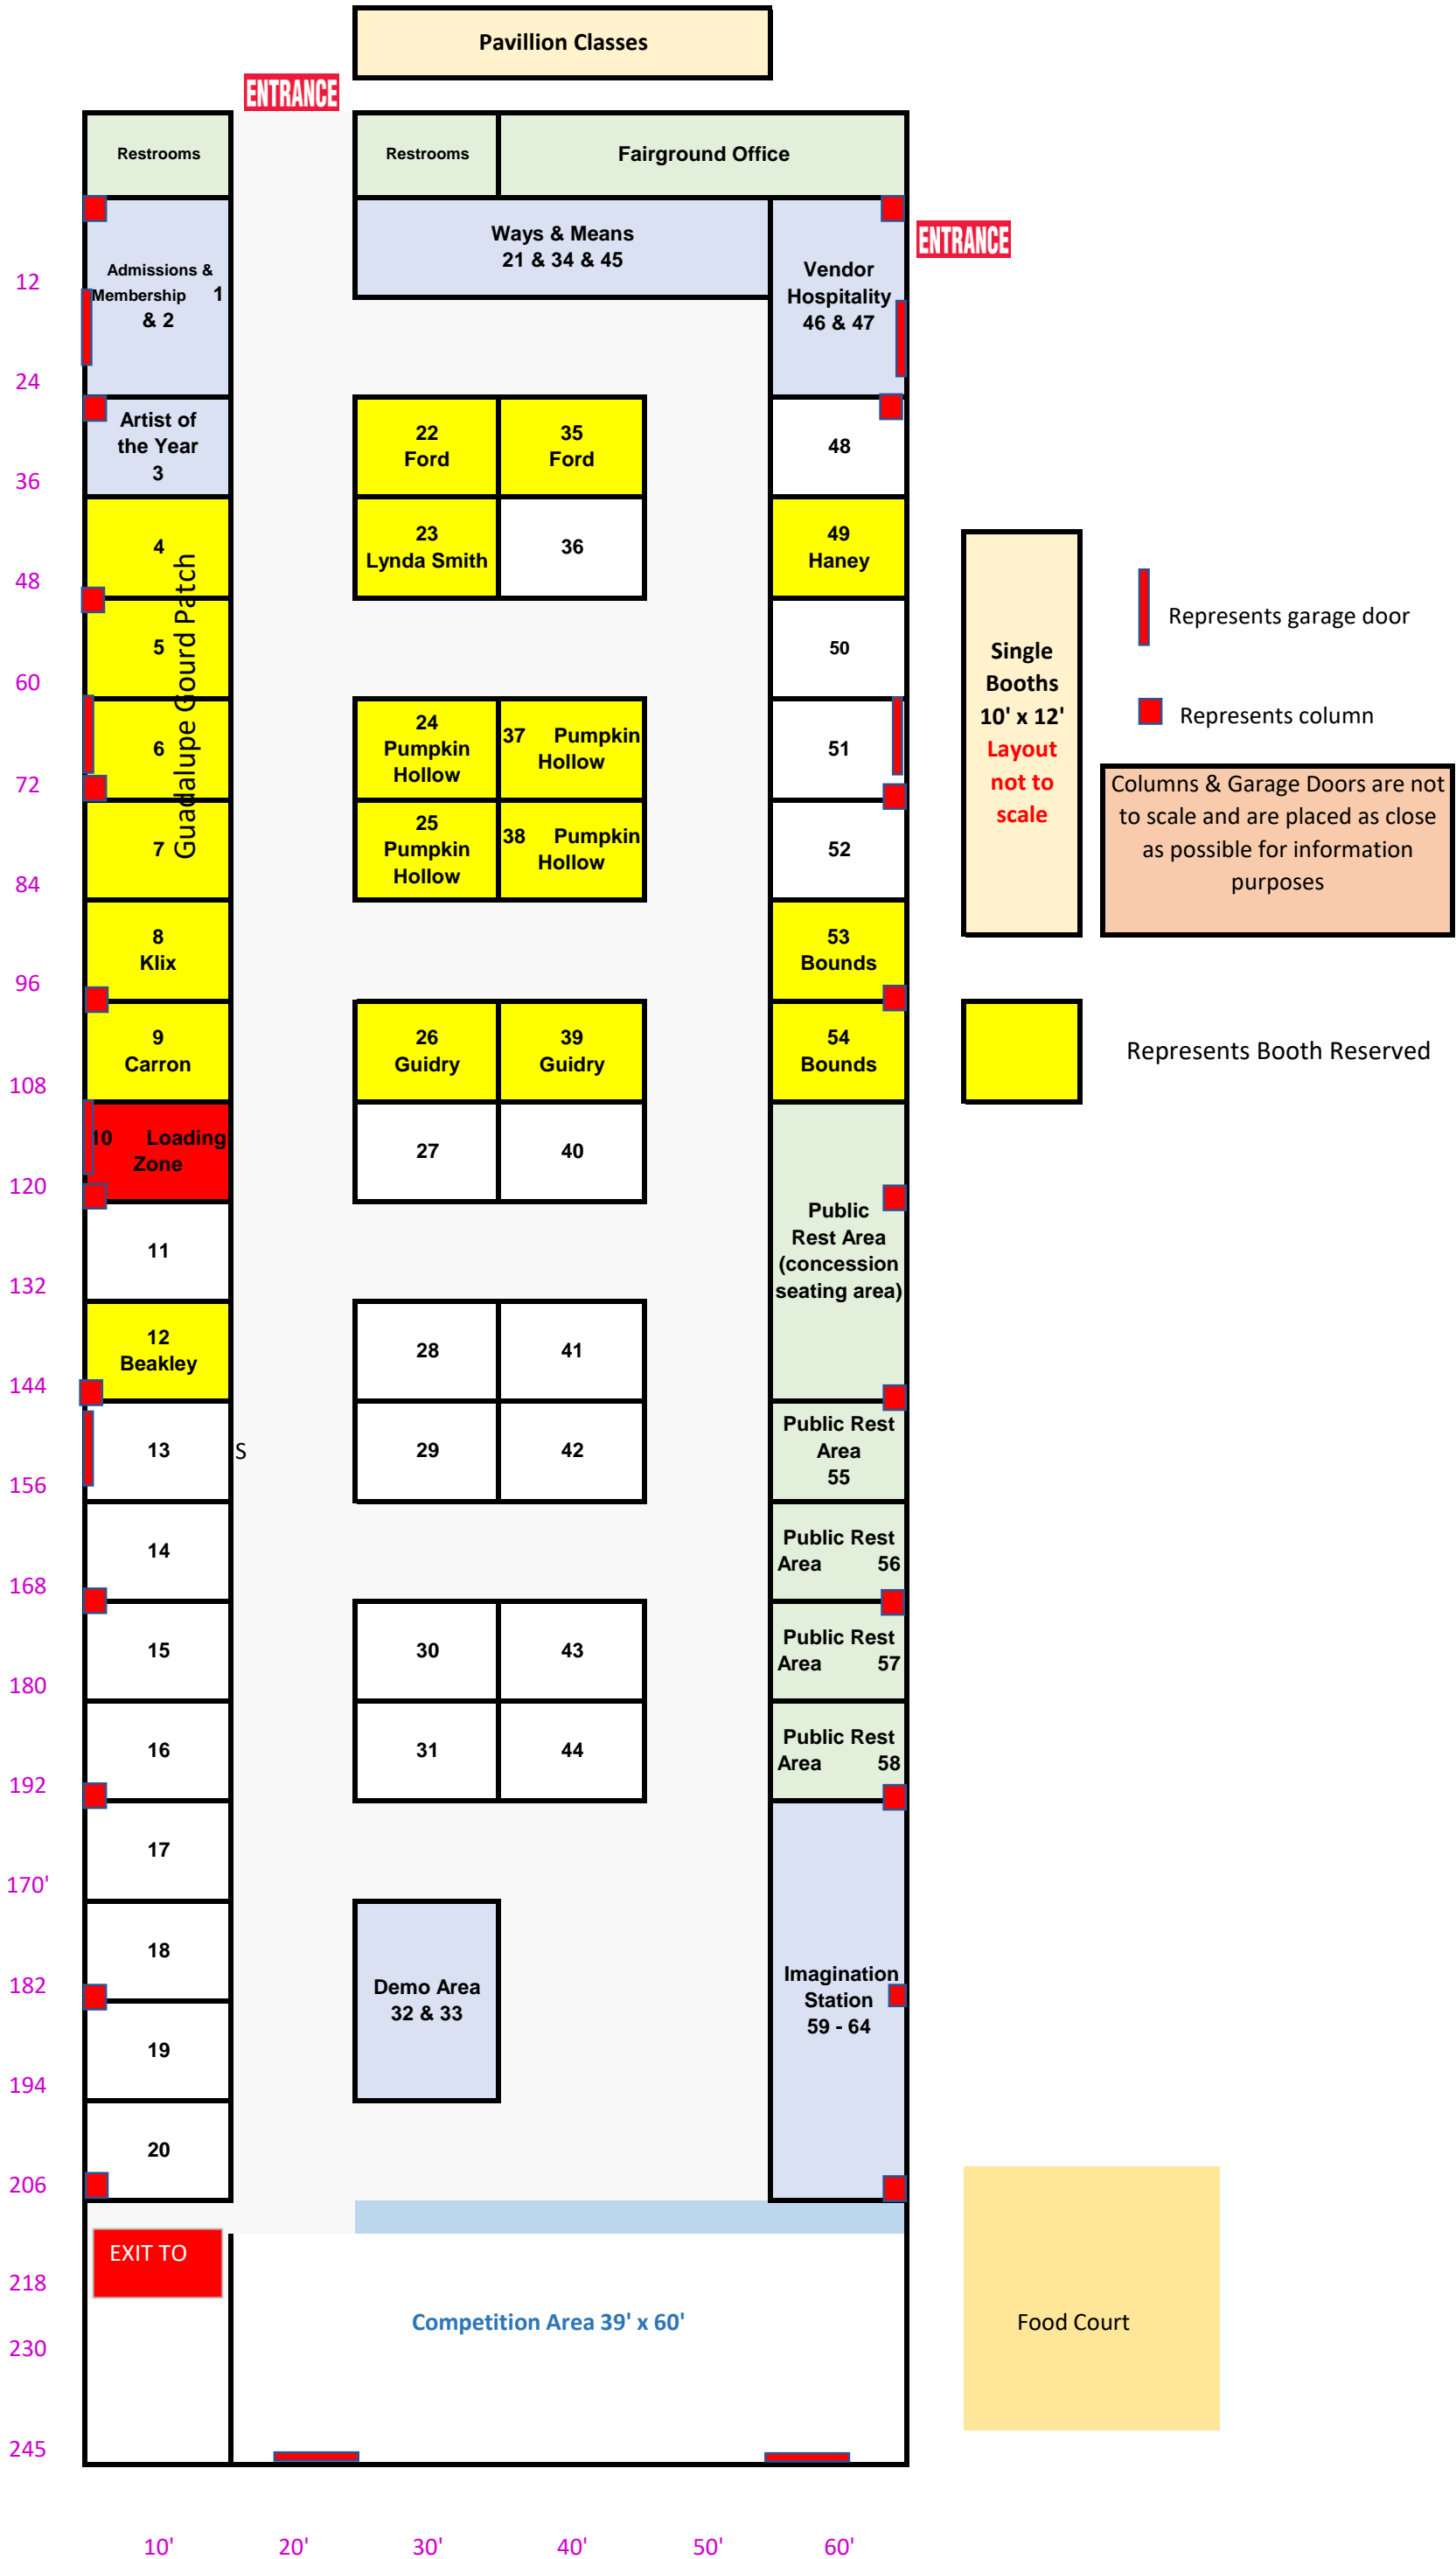 Pavillion Classes
ENTRANCE
Restrooms
Restrooms
Fairground Office
Ways & Means
21 & 34 & 45
ENTRANCE
Admissions &
Membership 1
& 2
Vendor
Hospitality
46 & 47
12
24
Artist of
the Year
3
22
Ford
35
Ford
48
36
4
23
Lynda Smith
36
49
Haney
48
Guadalupe Gourd Patch
5
50
60
6
24
Pumpkin
Hollow
37 Pumpkin
Hollow
51
72
7
25
Pumpkin
Hollow
38 Pumpkin
Hollow
52
84
Single
Booths
10' x 12'
Layout
not to
scale
Represents garage door
Represents column
Columns & Garage Doors are not
to scale and are placed as close
as possible for information
purposes
8
Klix
53
Bounds
96
9
Carron
26
Guidry
39
Guidry
54
Bounds
Represents Booth Reserved
108
10 Loading
Zone
27
40
120
Public
Rest Area
(concession
seating area)
11
132
12
Beakley
28
41
144
13
S
29
42
Public Rest
Area
55
156
14
Public Rest
Area 56
168
15
30
43
Public Rest
Area 57
180
16
31
44
Public Rest
Area 58
192
17
170'
18
182
Demo Area
32 & 33
Imagination
Station
59 - 64
19
194
20
206
EXIT TO
218
Competition Area 39' x 60'
Food Court
230
245
10'
20'
30'
40'
50'
60'